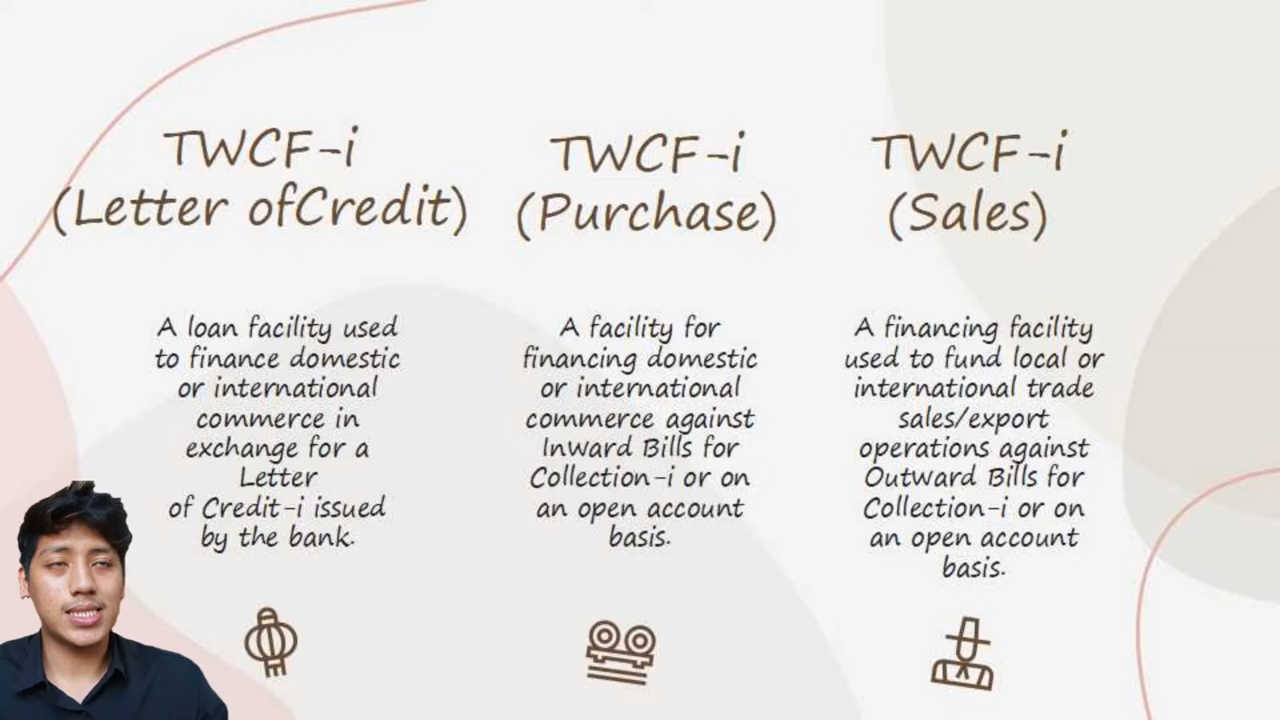 TWCF-i
(Letter ofCredit)
A loan facility used
to finance domestic
or international
commerce in
exchange for a
Letter
of Credit-i issued
by the bank.
TWCF-i
(Purchase)
A facility for
financing domestic
or international
commerce against
Inward Bills for
Collection-i or on
an open account
basis.
TWCF-i
(Sales)
A financing facility
used to fund local or
international trade
sales/export
operations against
Outward Bills for
Collection-i or on
an open account
basis.